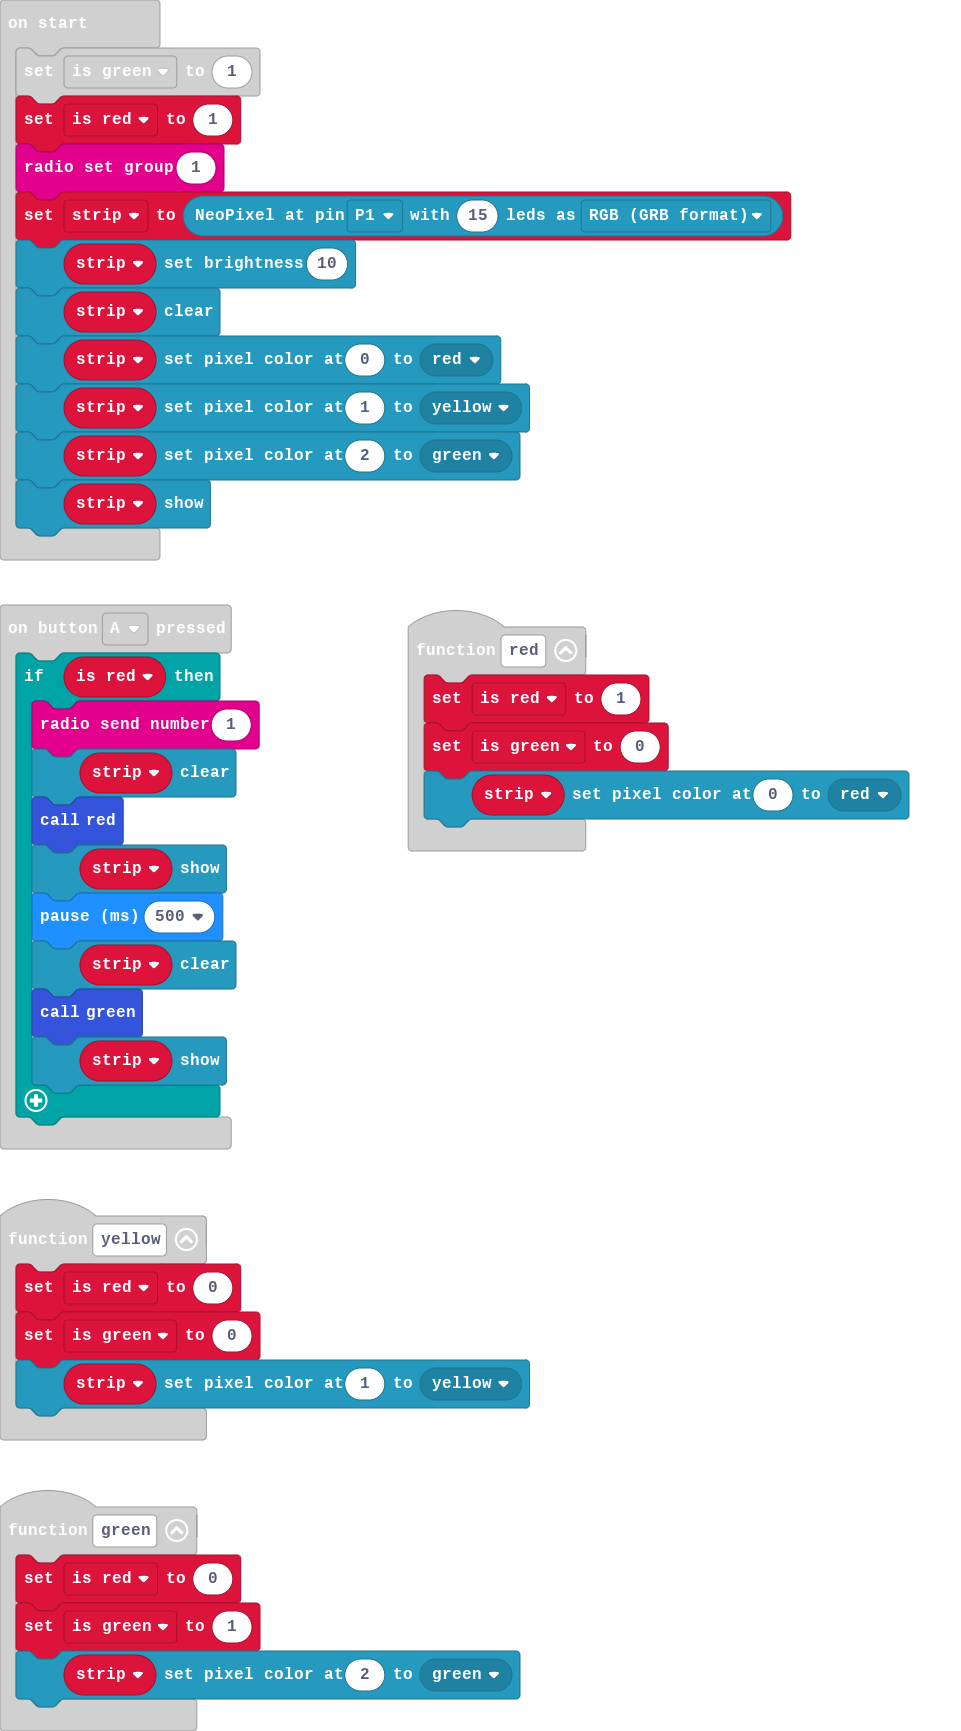 on start
set is green to 1
set is red to 1
radio set group 1
set strip to NeoPixel at pin P1 with 15 leds as RGB (GRB format)
strip set brightness 10
strip clear
strip set pixel color at 0 to red
strip set pixel color at 1 to yellow
strip set pixel color at 2 to green
strip show
on button A pressed
if is red then
radio send number 1
strip clear
call red
strip show
pause (ms) 500
strip clear
call green
strip show
function red
set is red to 1
set is green to 0
strip set pixel color at 0 to red
function yellow
set is red to 0
set is green to 0
strip set pixel color at 1 to yellow
function green
set is red to 0
set is green to 1
strip set pixel color at 2 to green